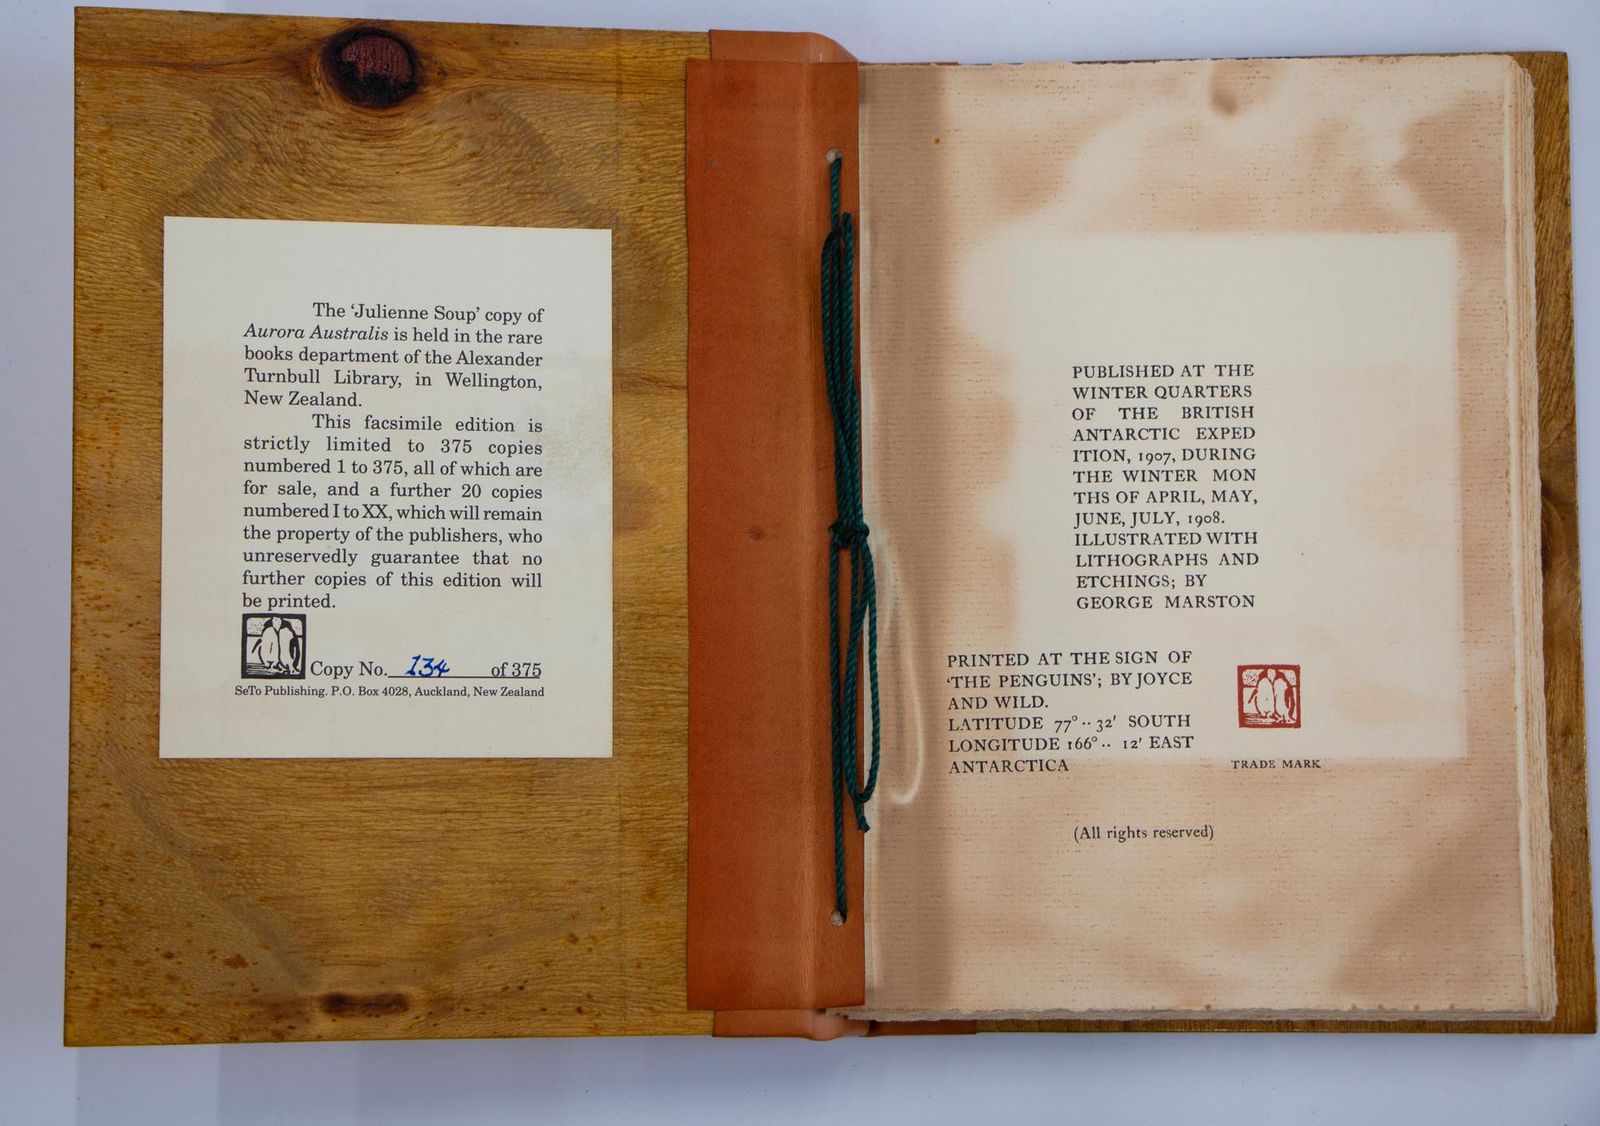 The ‘Julienne Soup’ copy of
Aurora Australis is held in the rare
books department of the Alexander
Turnbull Library, in Wellington,
New Zealand.
This facsimile edition is
strictly limited to 375 copies
numbered 1 to 375, all of which are
for sale, and a further 20 copies
numbered I to XX, which will remain
the property of the publishers, who
unreservedly guarantee that no
further copies of this edition will
be printed.
Copy No. 134 of 375
SeTo Publishing. P.O. Box 4028, Auckland, New Zealand
PUBLISHED AT THE
WINTER QUARTERS
OF THE BRITISH
ANTARCTIC EXPED
ITION, 1907, DURING
THE WINTER MON
THS OF APRIL, MAY,
JUNE, JULY, 1908.
ILLUSTRATED WITH
LITHOGRAPHS AND
ETCHINGS; BY
GEORGE MARSTON
PRINTED AT THE SIGN OF
‘THE PENGUINS’; BY JOYCE
AND WILD.
LATITUDE 77° ·· 32' SOUTH
LONGITUDE 166° ·· 12' EAST
ANTARCTICA
TRADE MARK
(All rights reserved)